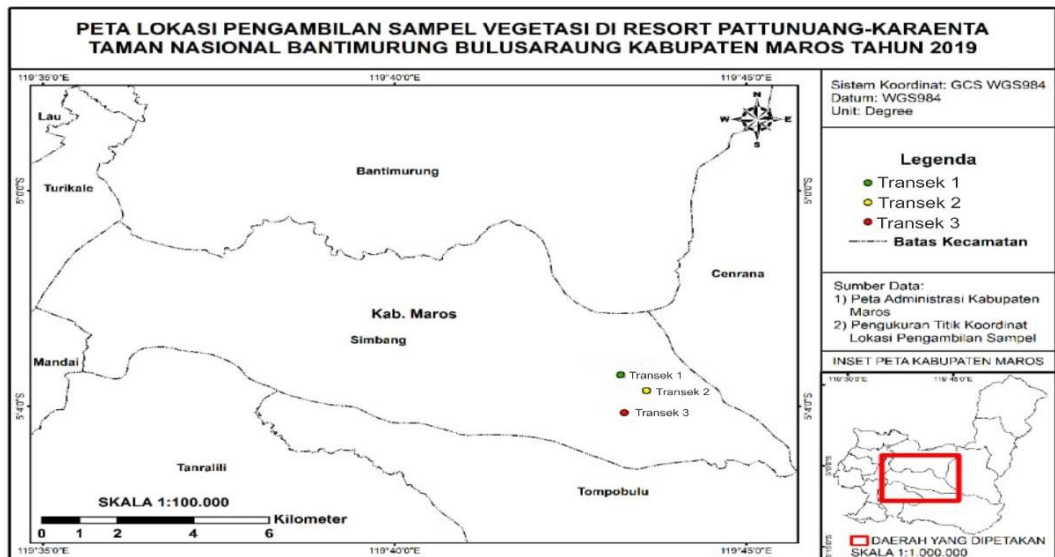 PETA LOKASI PENGAMBILAN SAMPEL VEGETASI DI RESORT PATTUNUANG-KARAENTA
TAMAN NASIONAL BANTIMURUNG BULUSARAUNG KABUPATEN MAROS TAHUN 2019
119°35'0"E
119°40'0"E
119°45'0"E
N
W
E
S
Lau
Turikale
Bantimurung
5°0'0"S
5°0'0"S
Cenrana
Kab. Maros
Simbang
Mandai
Transek 1
Transek 2
Transek 3
5°4'0"S
5°4'0"S
Tanralili
Tompobulu
SKALA 1:100.000
Kilometer
0 1 2 4 6
119°35'0"E
119°40'0"E
119°45'0"E
Sistem Koordinat: GCS WGS984
Datum: WGS984
Unit: Degree
Legenda
Transek 1
Transek 2
Transek 3
Batas Kecamatan
Sumber Data:
1) Peta Administrasi Kabupaten
Maros
2) Pengukuran Titik Koordinat
Lokasi Pengambilan Sampel
INSET PETA KABUPATEN MAROS
119°30'0"E
DAERAH YANG DIPETAKAN
SKALA 1:1.000.000